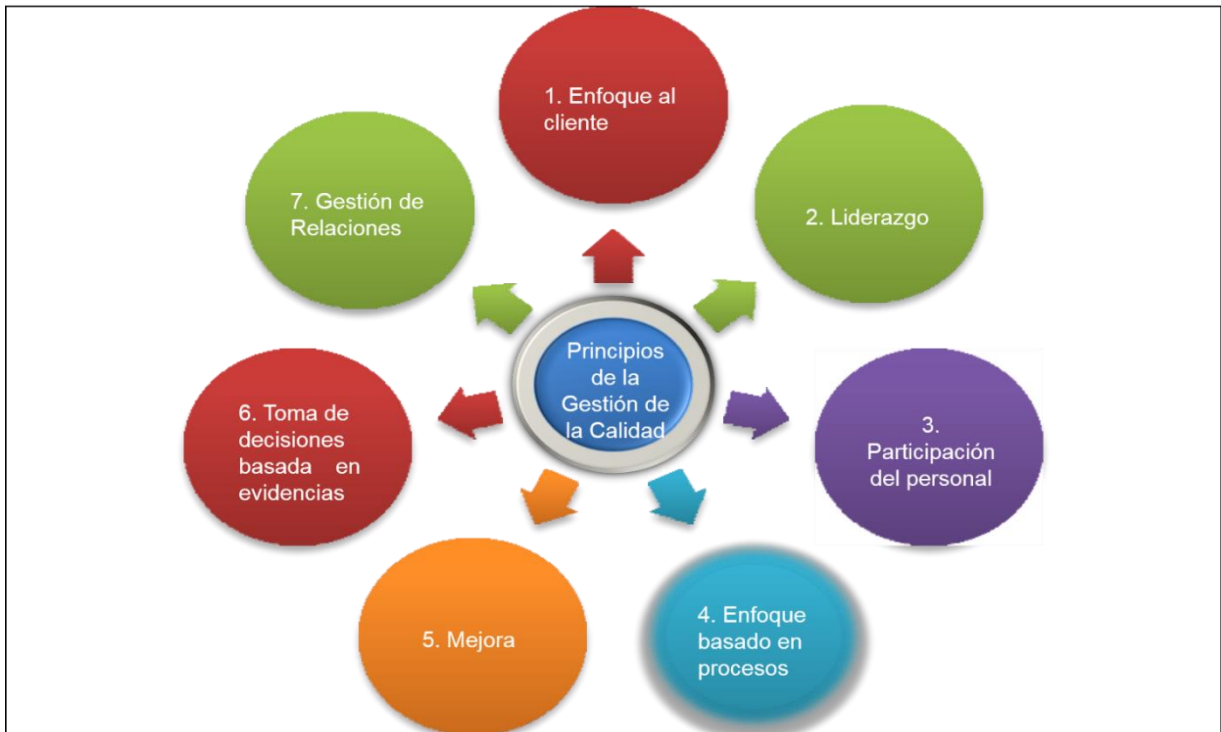 1. Enfoque al
cliente
2. Liderazgo
3.
Participación
del personal
4. Enfoque
basado en
procesos
5. Mejora
6. Toma de
decisiones
basada en
evidencias
7. Gestión de
Relaciones
Principios
de la
Gestión de
la Calidad